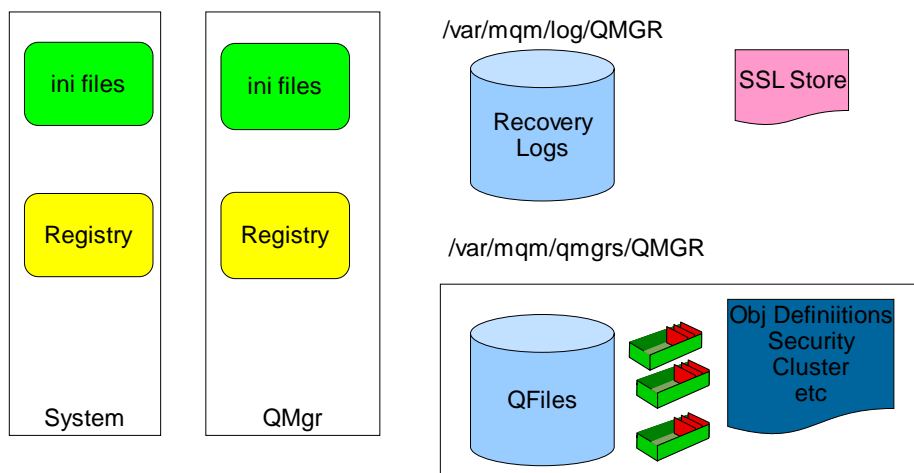 ini files
Registry
System
ini files
Registry
QMgr
/var/mqm/log/QMGR
Recovery
Logs
SSL Store
/var/mqm/qmgrs/QMGR
QFiles
Obj Definiitions
Security
Cluster
etc